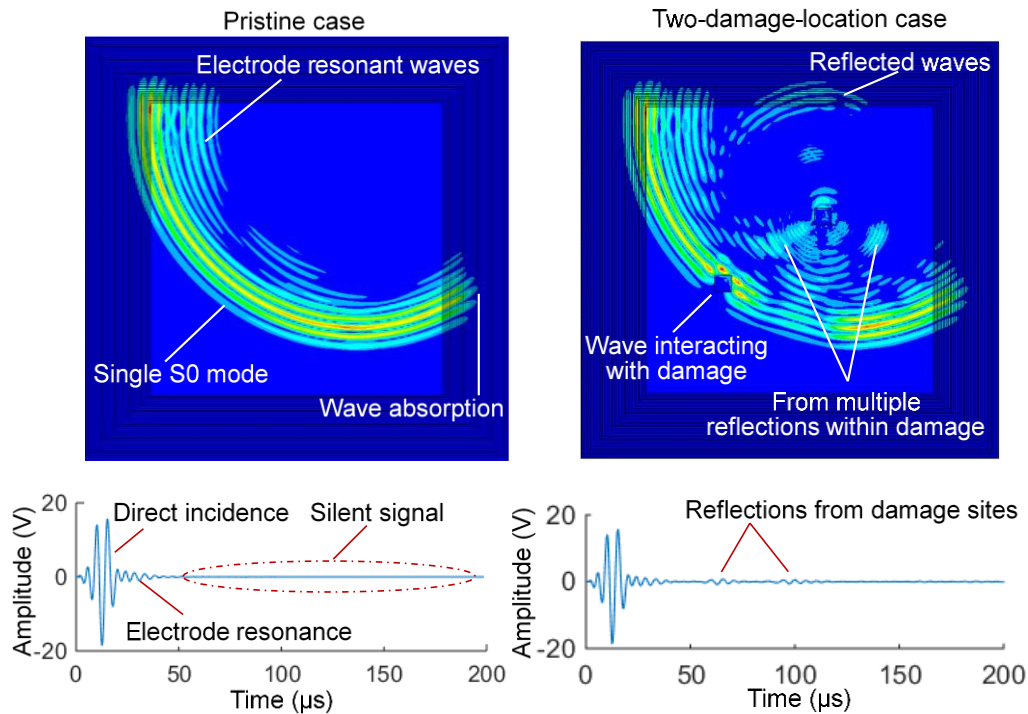 Pristine case
Two-damage-location case
Electrode resonant waves
Reflected waves
Single S0 mode
Wave absorption
Wave interacting
with damage
From multiple
reflections within damage
20
0
-20
Amplitude (V)
Direct incidence
Silent signal
Electrode resonance
0
50
100
150
200
Time (μs)
20
0
-20
Amplitude (V)
Reflections from damage sites
0
50
100
150
200
Time (μs)